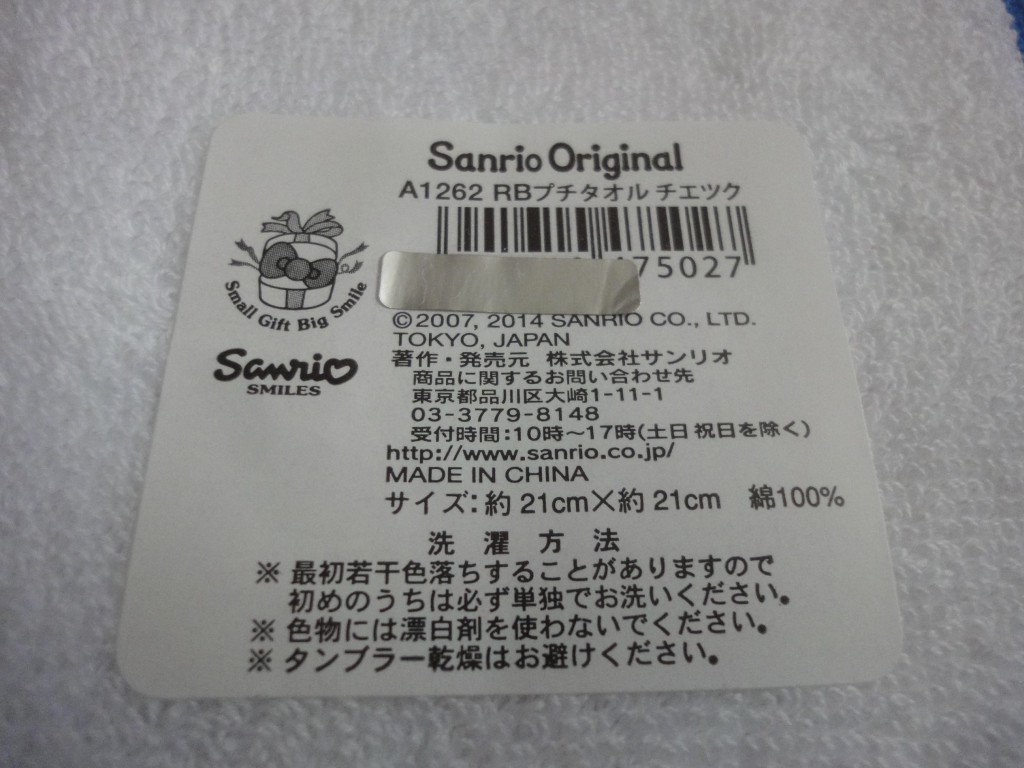 Sanrio Original
A1262 RBプチタオル チエツク
75027
Small Gift Big Smile
Sanrio
SMILES
©2007, 2014 SANRIO CO., LTD.
TOKYO, JAPAN
著作・発売元 株式会社サンリオ
商品に関するお問い合わせ先
東京都品川区大崎1-11-1
03-3779-8148
受付時間:10時~17時(土日祝日を除く)
http://www.sanrio.co.jp/
MADE IN CHINA
サイズ:約 21cm×約 21cm 綿100%
洗濯方法
※ 最初若干色落ちすることがありますので
初めのうちは必ず単独でお洗いください。
※ 色物には漂白剤を使わないでください。
※ タンブラー乾燥はお避けください。